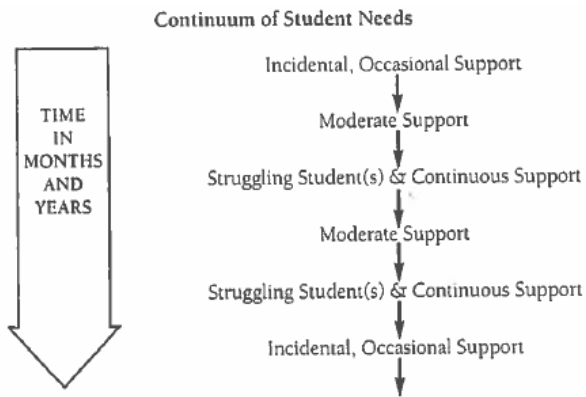 Continuum of Student Needs
TIME
IN
MONTHS
AND
YEARS
Incidental, Occasional Support
Moderate Support
Struggling Student(s) & Continuous Support
Moderate Support
Struggling Student(s) & Continuous Support
Incidental, Occasional Support